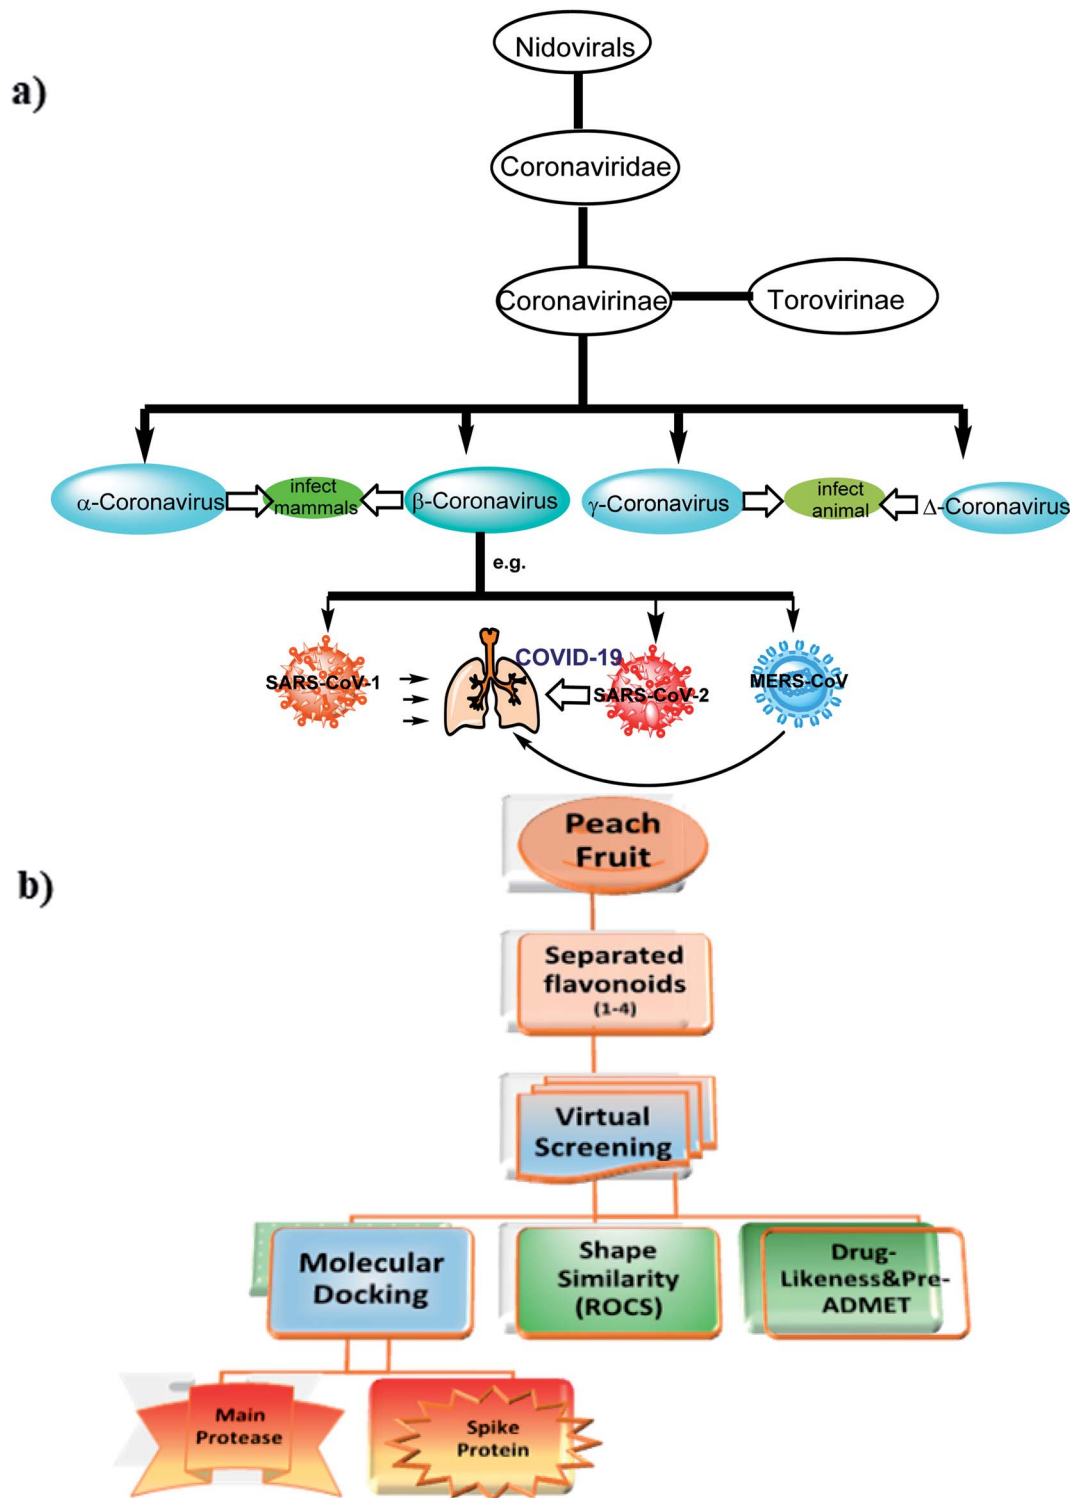 a)
Nidovirals
Coronaviridae
Coronavirinae
Torovirinae
α-Coronavirus
infect
mammals
β-Coronavirus
γ-Coronavirus
infect
animal
Δ-Coronavirus
e.g.
SARS-CoV-1
COVID-19
SARS-CoV-2
MERS-CoV
b)
Peach
Fruit
Separated
flavonoids
(1-4)
Virtual
Screening
Molecular
Docking
Shape
Similarity
(ROCS)
Drug-
Likeness&Pre-
ADMET
Main
Protease
Spike
Protein